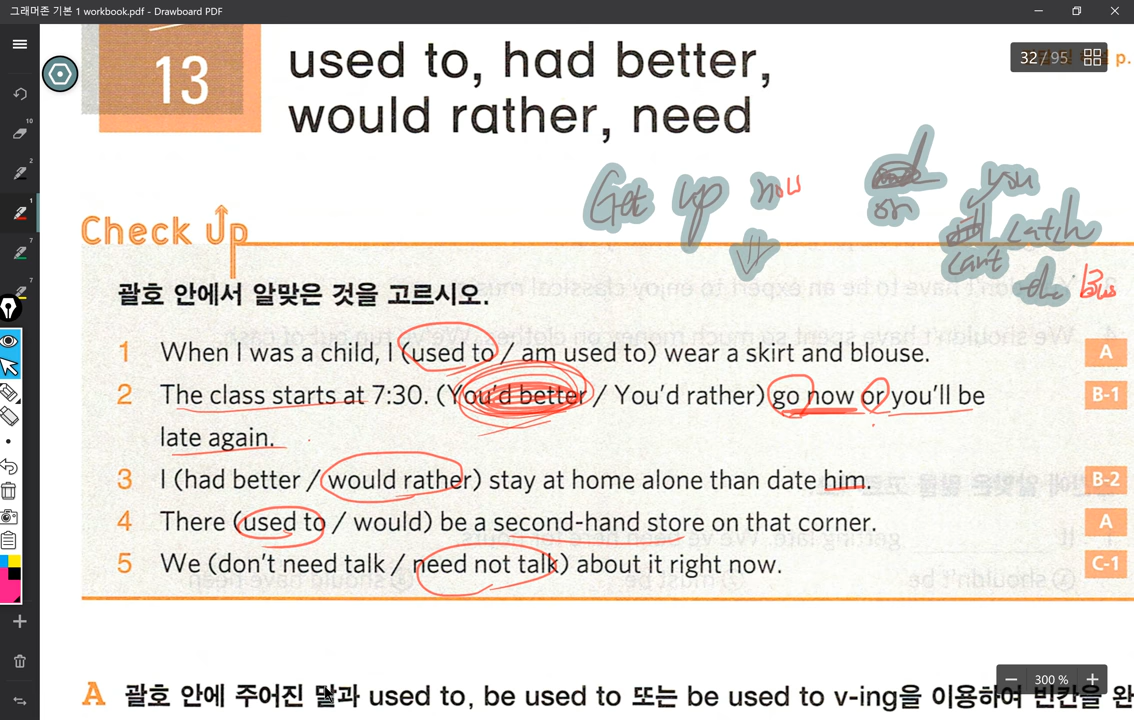 그래머존 기본 1 workbook.pdf - Drawboard PDF
32 / 95
p.
13
used to, had better,
would rather, need
Get up now
or
you
can't catch
the Bus
Check Up
괄호 안에서 알맞은 것을 고르시오.
1 When I was a child, I (used to / am used to) wear a skirt and blouse. A
2 The class starts at 7:30. (You'd better / You'd rather) go now or you'll be B-1
late again.
3 I (had better / would rather) stay at home alone than date him. B-2
4 There (used to / would) be a second-hand store on that corner. A
5 We (don't need talk / need not talk) about it right now. C-1
A 괄호 안에 주어진 말과 used to, be used to 또는 be used to v-ing을 이용하여 빈칸을 완
300 %
10
2
1
7
7